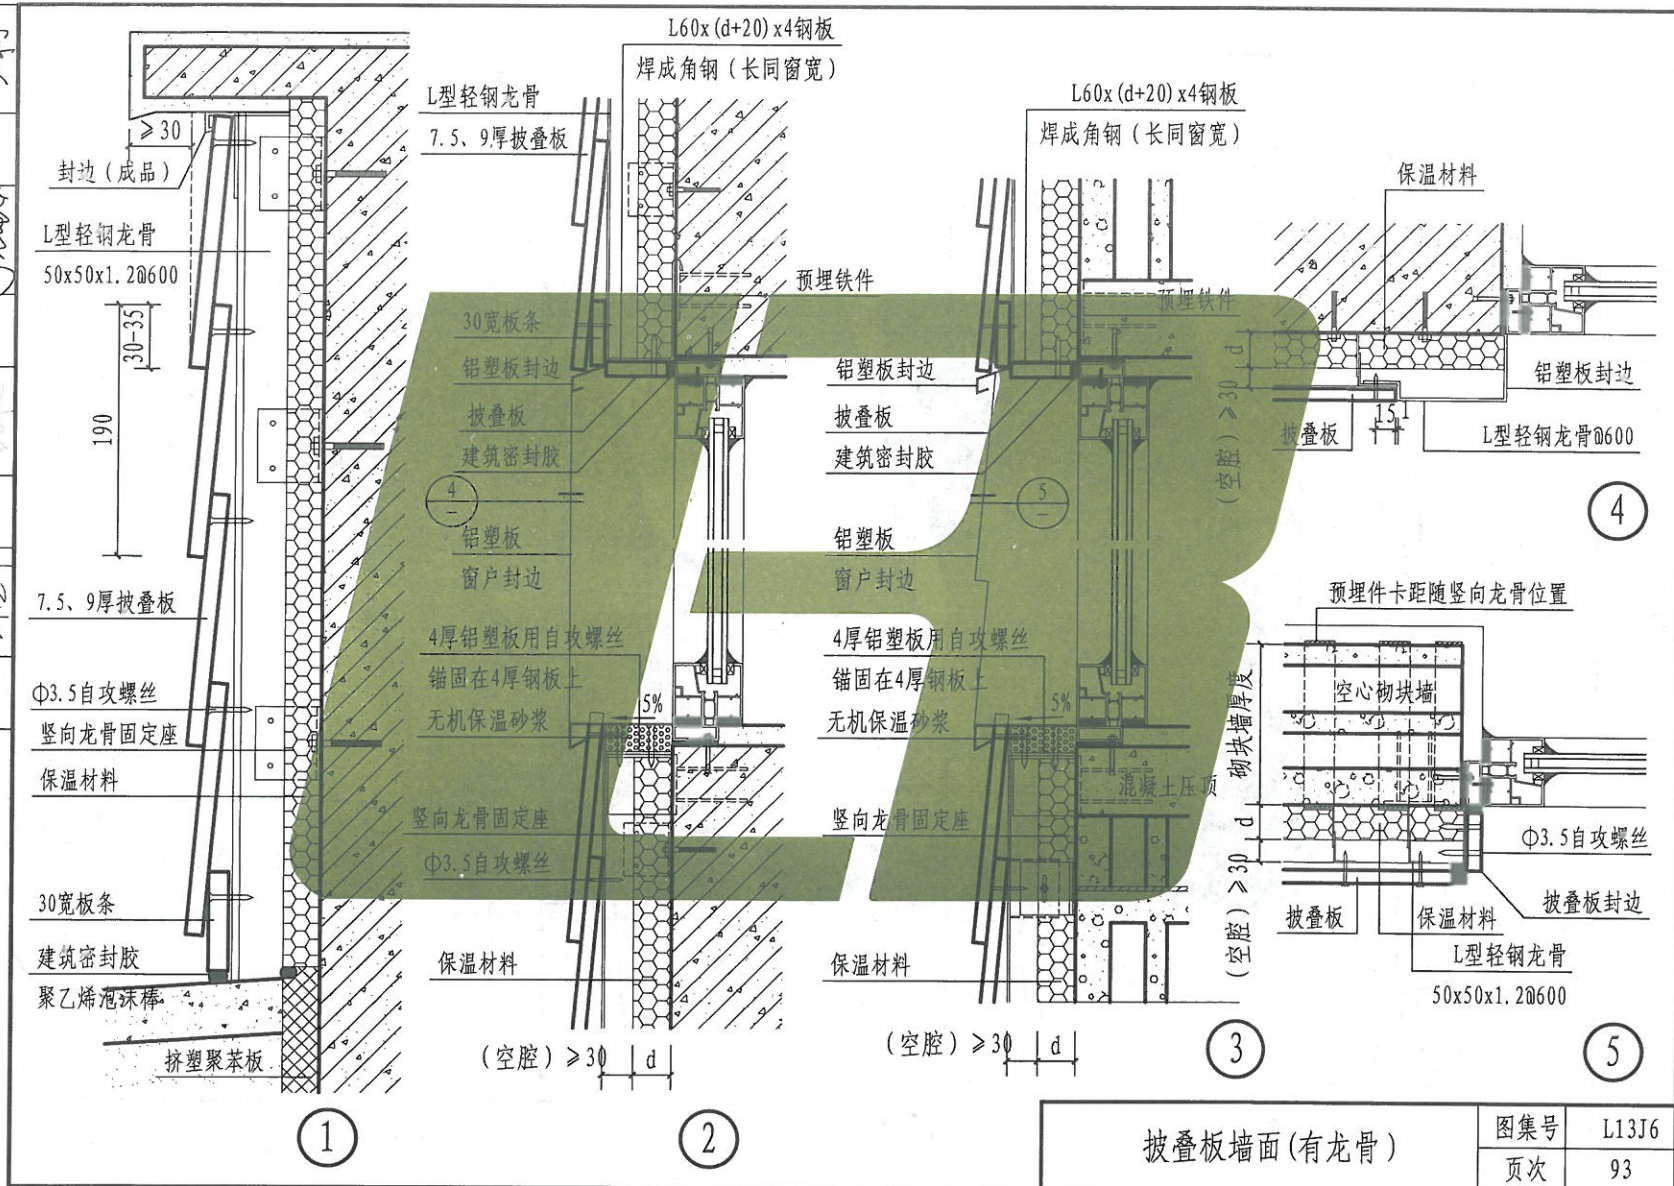 ≥30
封边(成品)
L型轻钢龙骨
50x50x1.2@600
30-35
190
7.5、9厚披叠板
Φ3.5自攻螺丝
竖向龙骨固定座
保温材料
30宽板条
建筑密封胶
聚乙烯泡沫棒
挤塑聚苯板
1
L60x(d+20)x4钢板
焊成角钢(长同窗宽)
L型轻钢龙骨
7.5、9厚披叠板
预埋铁件
30宽板条
铝塑板封边
披叠板
建筑密封胶
4
-
铝塑板
窗户封边
4厚铝塑板用自攻螺丝
锚固在4厚钢板上
5%
无机保温砂浆
竖向龙骨固定座
Φ3.5自攻螺丝
保温材料
(空腔)≥30
d
2
L60x(d+20)x4钢板
焊成角钢(长同窗宽)
预埋铁件
铝塑板封边
披叠板
建筑密封胶
5
-
铝塑板
窗户封边
4厚铝塑板用自攻螺丝
锚固在4厚钢板上
5%
无机保温砂浆
混凝土压顶
竖向龙骨固定座
保温材料
(空腔)≥30
d
3
保温材料
d
(空腔)≥30
铝塑板封边
15
1
披叠板
L型轻钢龙骨@600
4
预埋件卡距随竖向龙骨位置
空心砌块墙
砌块墙厚度
d
(空腔)≥30
Φ3.5自攻螺丝
披叠板封边
披叠板
保温材料
L型轻钢龙骨
50x50x1.2@600
5
披叠板墙面(有龙骨)
图集号
L13J6
页次
93